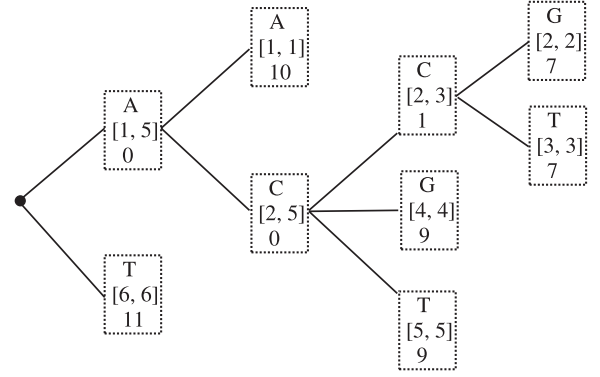 A
[1, 5]
0
T
[6, 6]
11
A
[1, 1]
10
C
[2, 5]
0
C
[2, 3]
1
G
[4, 4]
9
T
[5, 5]
9
G
[2, 2]
7
T
[3, 3]
7